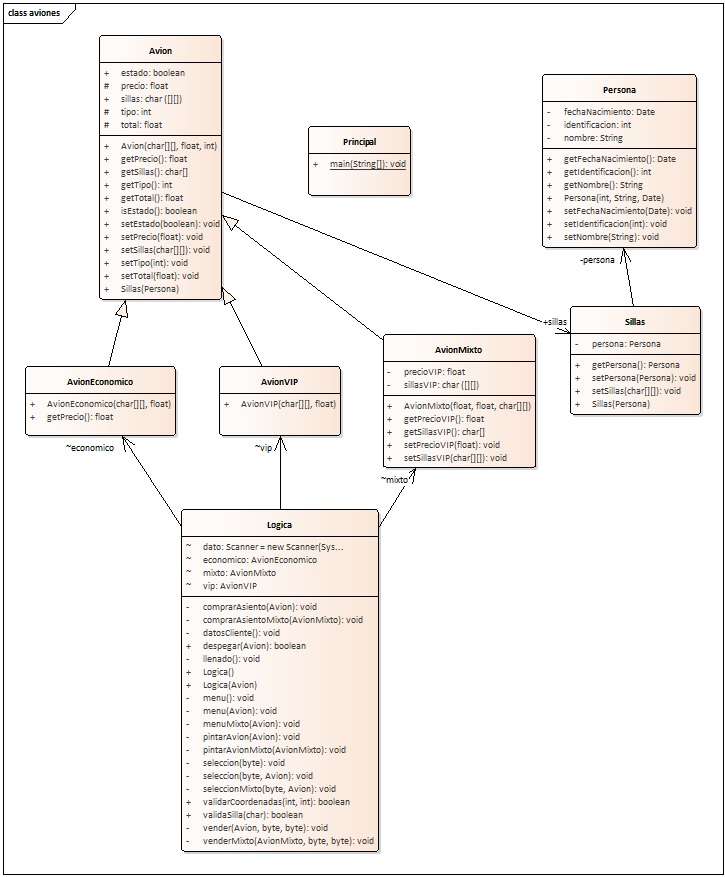 class aviones
Avion
+ estado: boolean
# precio: float
+ sillas: char ([][])
# tipo: int
# total: float
+ Avion(char[][], float, int)
+ getPrecio(): float
+ getSillas(): char[]
+ getTipo(): int
+ getTotal(): float
+ isEstado(): boolean
+ setEstado(boolean): void
+ setPrecio(float): void
+ setSillas(char[][]): void
+ setTipo(int): void
+ setTotal(float): void
+ Sillas(Persona)
Principal
+ main(String[]): void
Persona
- fechaNacimiento: Date
- identificacion: int
- nombre: String
+ getFechaNacimiento(): Date
+ getIdentificacion(): int
+ getNombre(): String
+ Persona(int, String, Date)
+ setFechaNacimiento(Date): void
+ setIdentificacion(int): void
+ setNombre(String): void
-persona
+sillas
Sillas
- persona: Persona
+ getPersona(): Persona
+ setPersona(Persona): void
+ setSillas(char[][]): void
+ Sillas(Persona)
AvionEconomico
+ AvionEconomico(char[][], float)
+ getPrecio(): float
AvionVIP
+ AvionVIP(char[][], float)
AvionMixto
- precioVIP: float
- sillasVIP: char ([][])
+ AvionMixto(float, float, char[][])
+ getPrecioVIP(): float
+ getSillasVIP(): char[]
+ setPrecioVIP(float): void
+ setSillasVIP(char[][]): void
~economico
~vip
~mixto
Logica
~ dato: Scanner = new Scanner(Sys...
~ economico: AvionEconomico
~ mixto: AvionMixto
~ vip: AvionVIP
- comprarAsiento(Avion): void
- comprarAsientoMixto(AvionMixto): void
- datosCliente(): void
+ despegar(Avion): boolean
- llenado(): void
+ Logica()
+ Logica(Avion)
- menu(): void
- menu(Avion): void
- menuMixto(Avion): void
- pintarAvion(Avion): void
- pintarAvionMixto(AvionMixto): void
- seleccion(byte): void
- seleccion(byte, Avion): void
- seleccionMixto(byte, Avion): void
+ validarCoordenadas(int, int): boolean
+ validaSilla(char): boolean
- vender(Avion, byte, byte): void
- venderMixto(AvionMixto, byte, byte): void